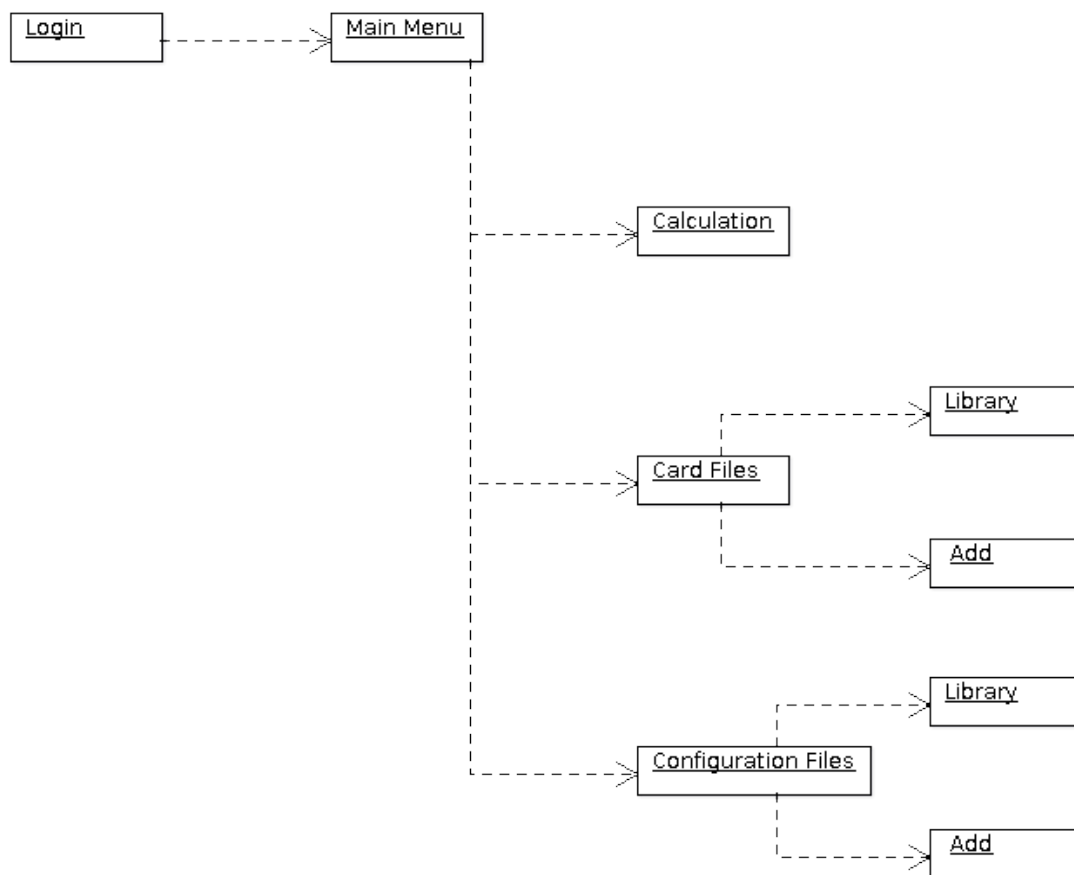 Login
Main Menu
Calculation
Library
Card Files
Add
Library
Configuration Files
Add